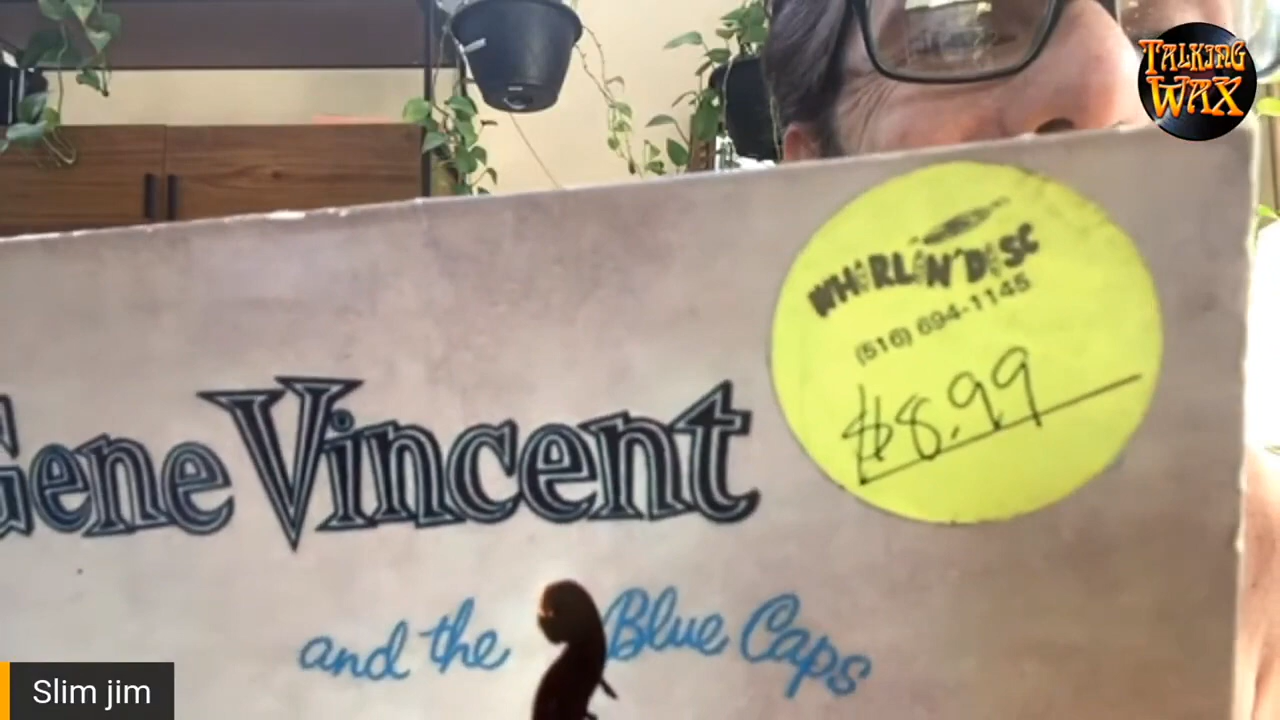 TALKING
WAX
WHIRLIN' DISC
(516) 694-1145
$8.99
Gene Vincent
and the Blue Caps
Slim jim